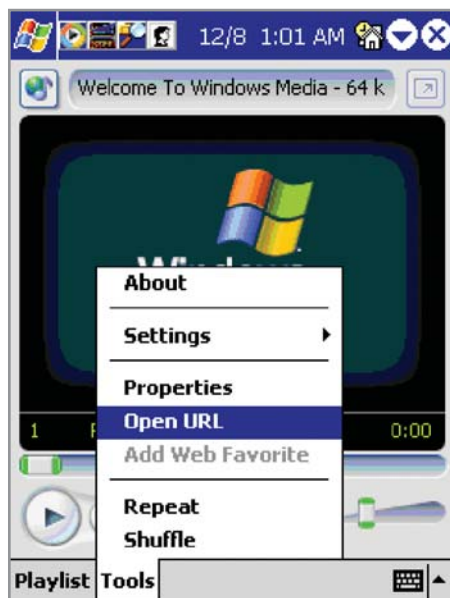 12/8 1:01 AM
Welcome To Windows Media - 64 k
About
Settings
Properties
1
Open URL
0:00
Add Web Favorite
Repeat
Shuffle
Playlist Tools